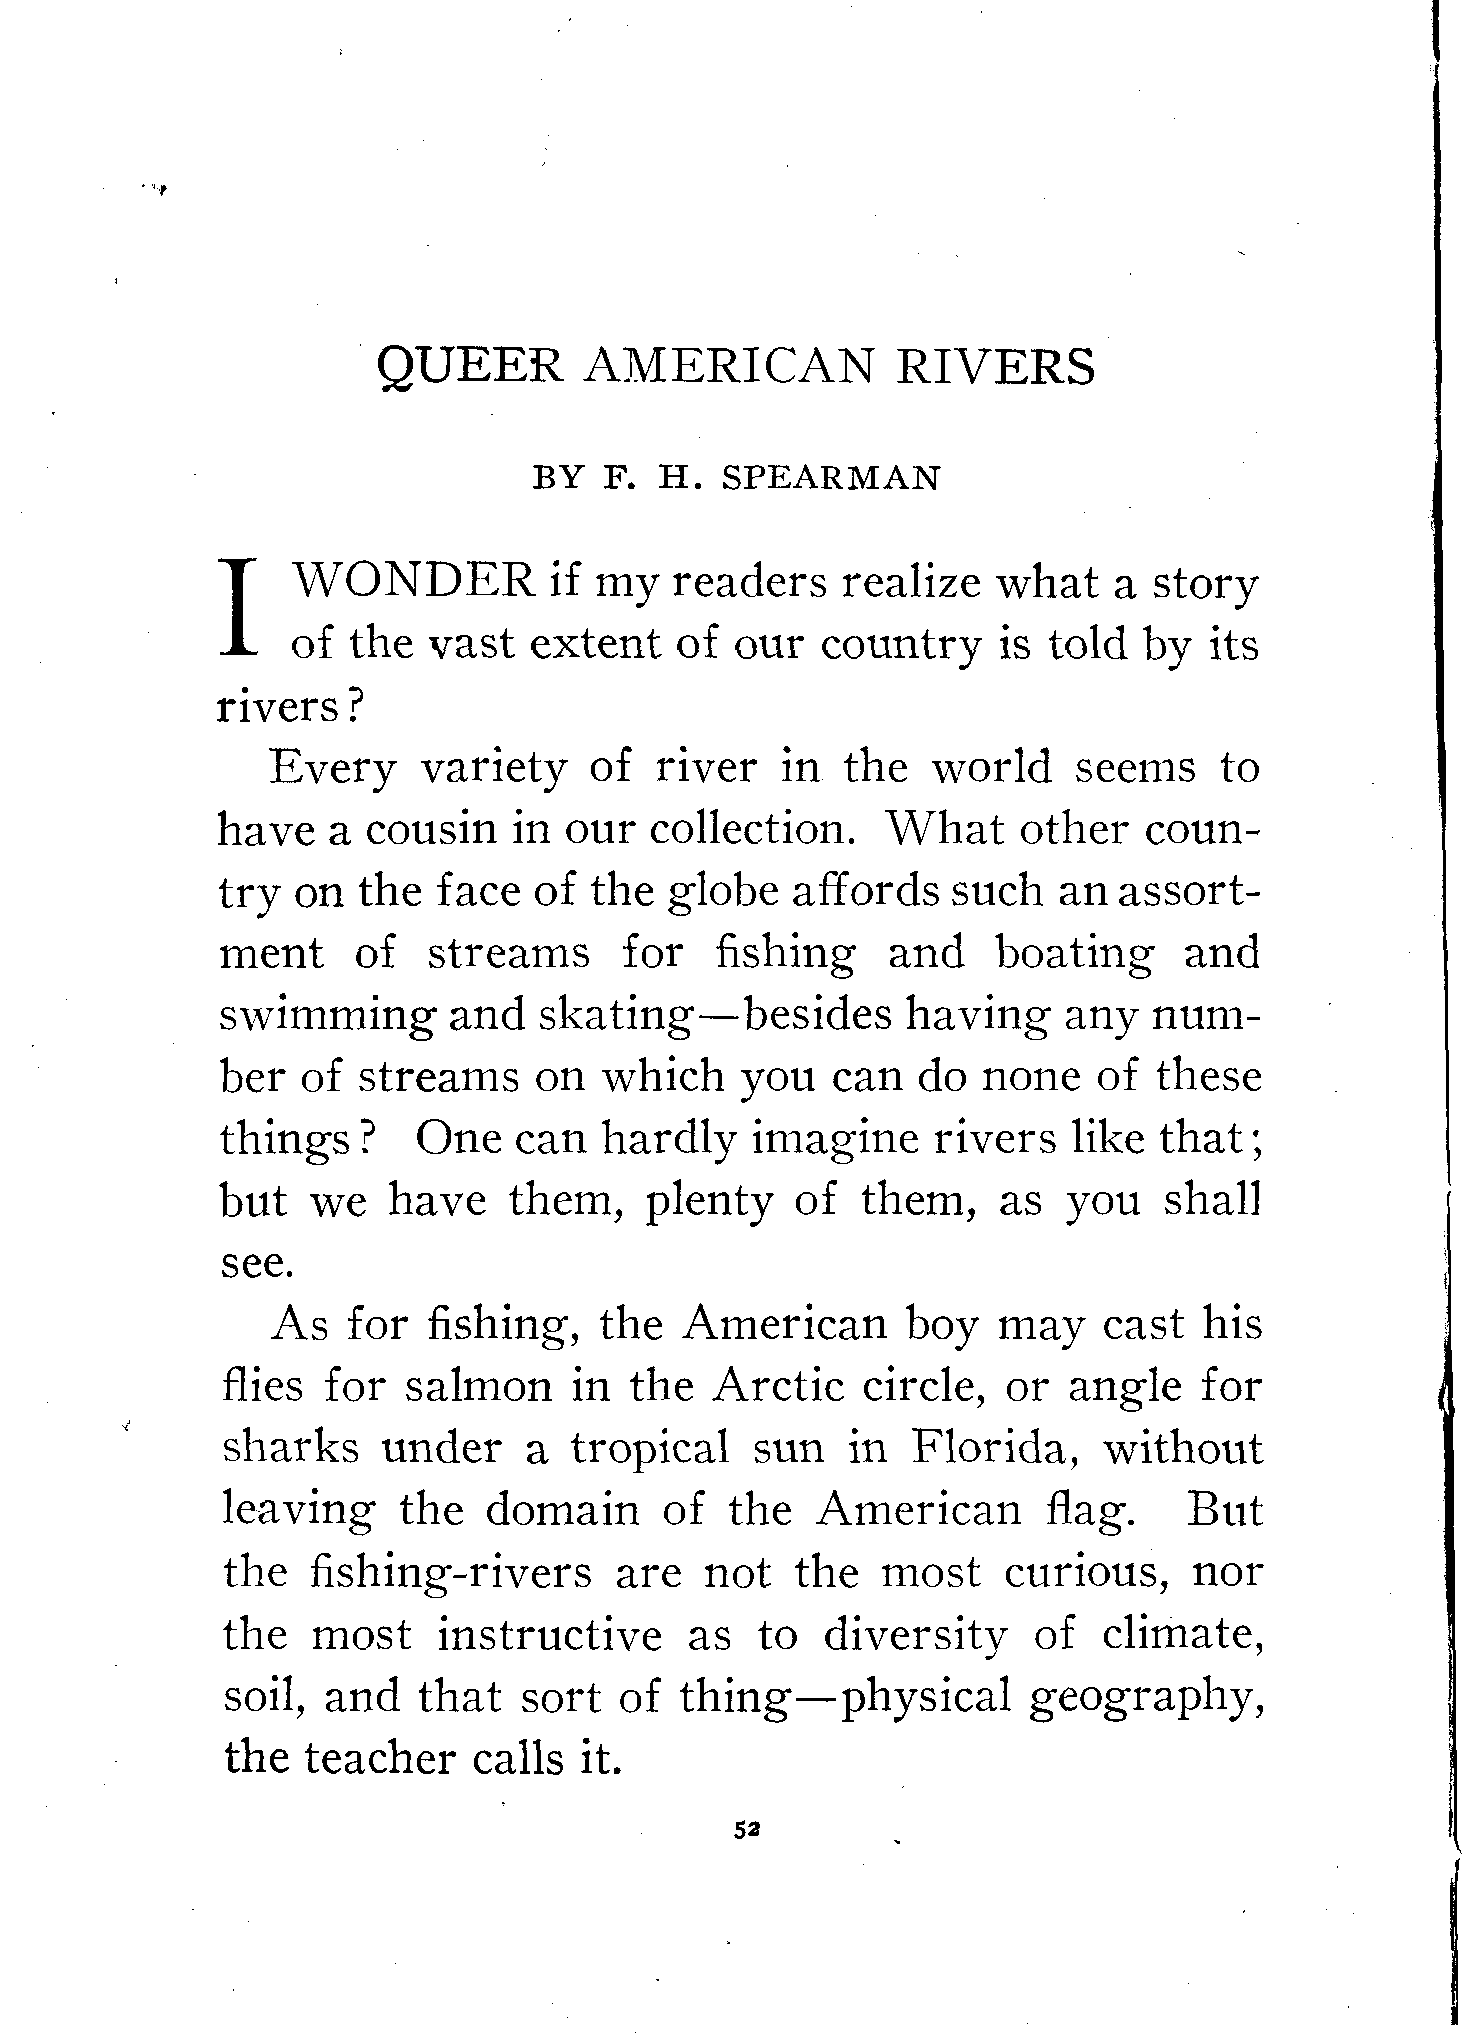 QUEER AMERICAN RIVERS
BY F. H. SPEARMAN
I WONDER if my readers realize what a story
of the vast extent of our country is told by its
rivers?
Every variety of river in the world seems to
have a cousin in our collection. What other coun-
try on the face of the globe affords such an assort-
ment of streams for fishing and boating and
swimming and skating—besides having any num-
ber of streams on which you can do none of these
things? One can hardly imagine rivers like that;
but we have them, plenty of them, as you shall
see.
As for fishing, the American boy may cast his
flies for salmon in the Arctic circle, or angle for
sharks under a tropical sun in Florida, without
leaving the domain of the American flag. But
the fishing-rivers are not the most curious, nor
the most instructive as to diversity of climate,
soil, and that sort of thing—physical geography,
the teacher calls it.
52